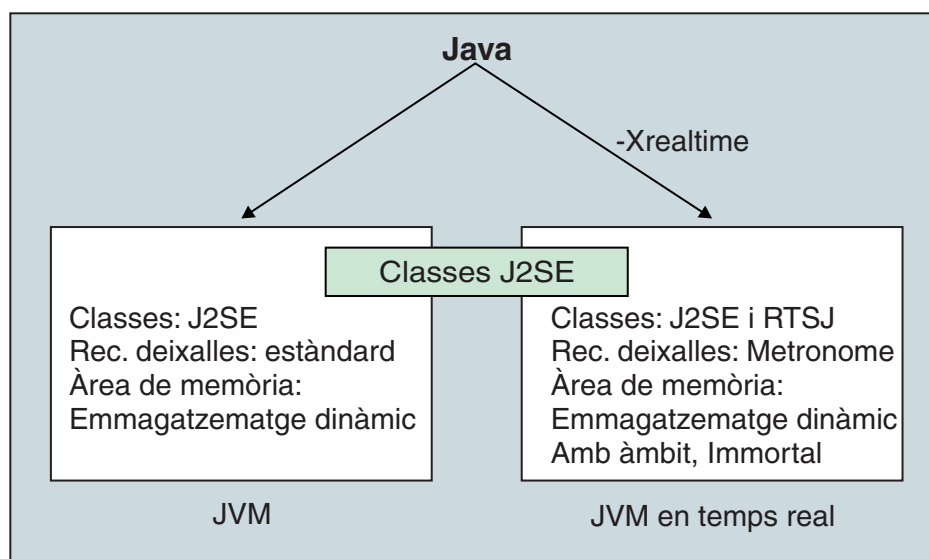 Java
-Xrealtime
Classes J2SE
Classes: J2SE
Rec. deixalles: estàndard
Àrea de memòria:
Emmagatzematge dinàmic
JVM
Classes: J2SE i RTSJ
Rec. deixalles: Metronome
Àrea de memòria:
Emmagatzematge dinàmic
Amb àmbit, Immortal
JVM en temps real